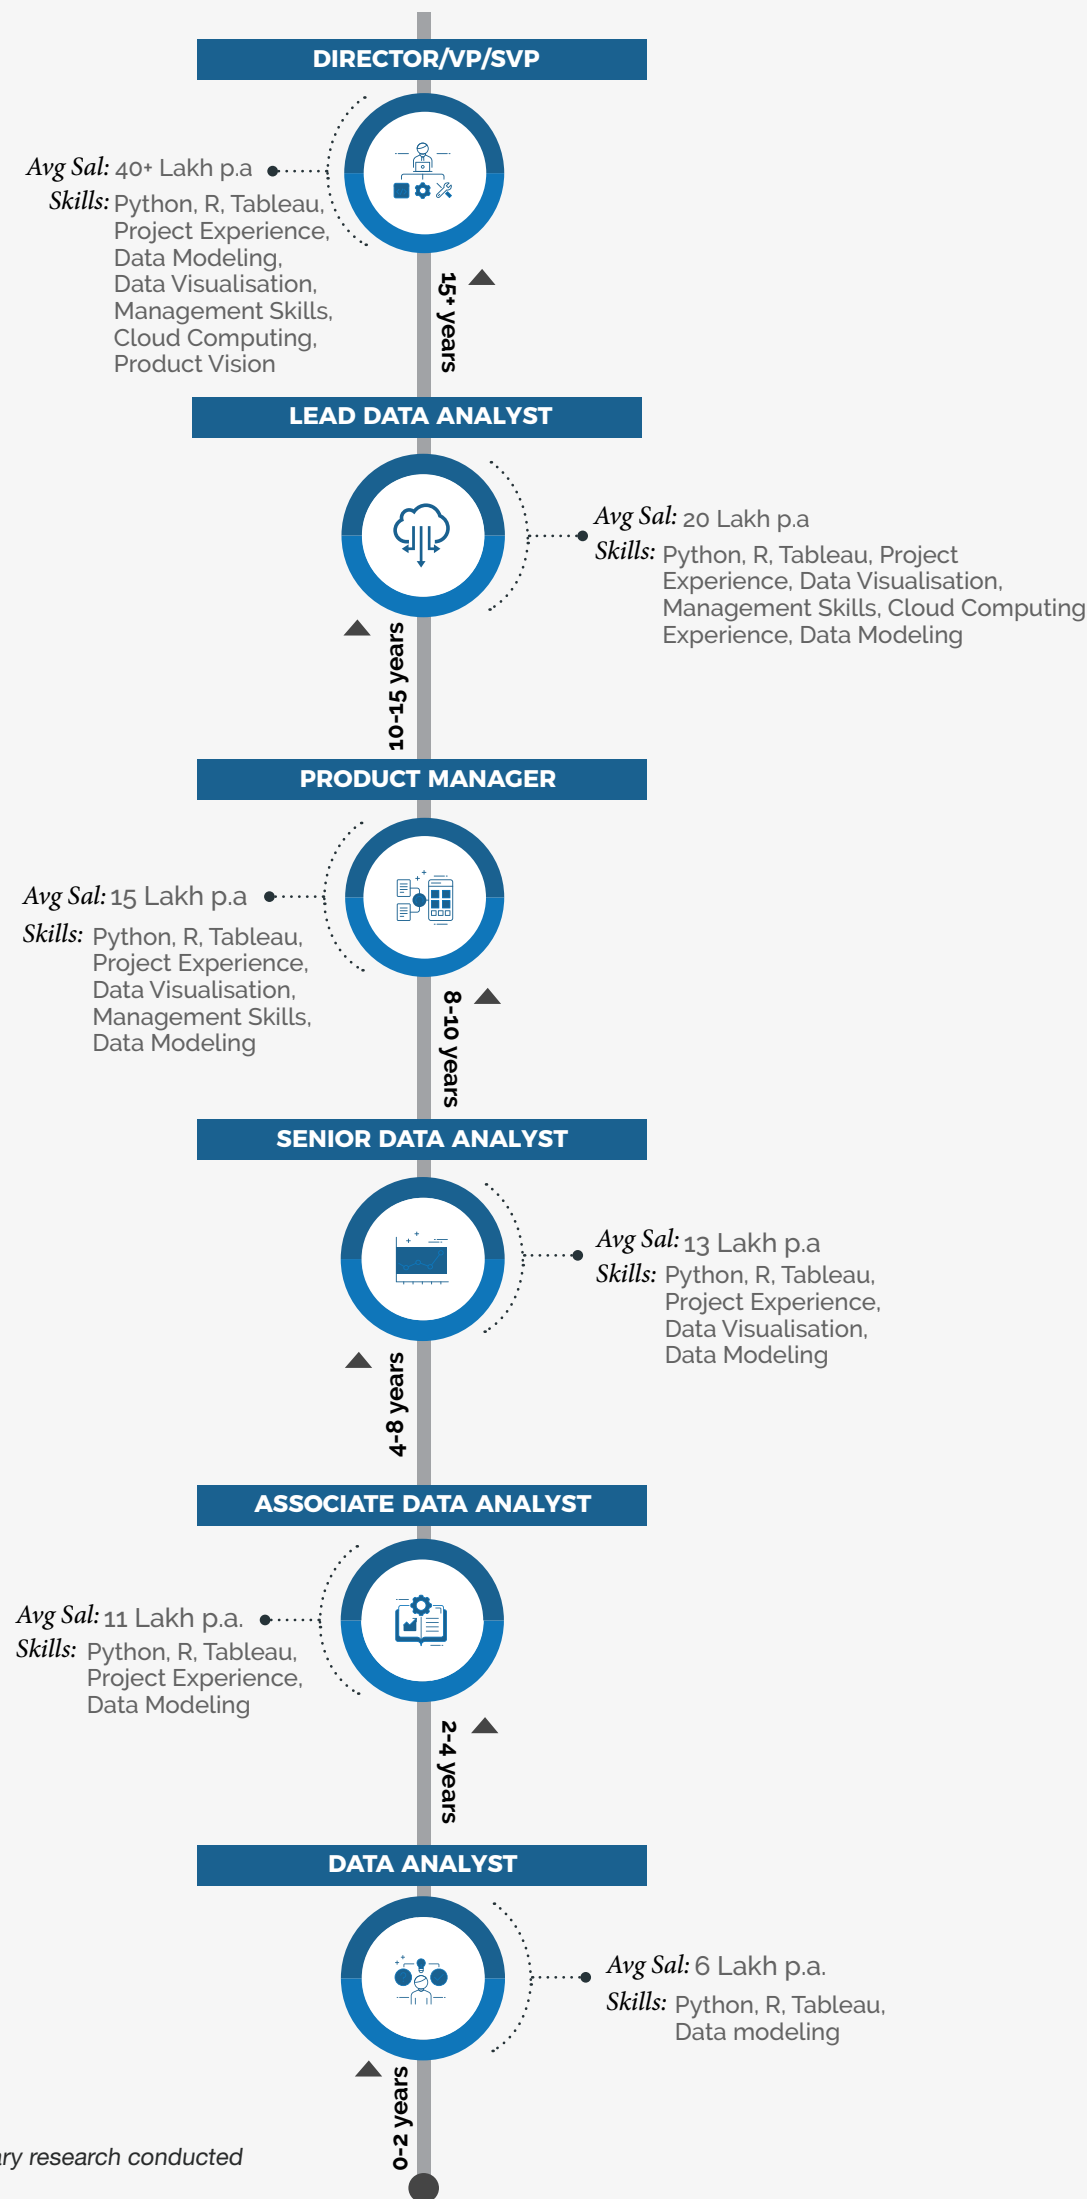 DIRECTOR/VP/SVP
Avg Sal: 40+ Lakh p.a
Skills: Python, R, Tableau,
Project Experience,
Data Modeling,
Data Visualisation,
Management Skills,
Cloud Computing,
Product Vision
15+ years
LEAD DATA ANALYST
Avg Sal: 20 Lakh p.a
Skills: Python, R, Tableau, Project
Experience, Data Visualisation,
Management Skills, Cloud Computing
Experience, Data Modeling
10-15 years
PRODUCT MANAGER
Avg Sal: 15 Lakh p.a
Skills: Python, R, Tableau,
Project Experience,
Data Visualisation,
Management Skills,
Data Modeling
8-10 years
SENIOR DATA ANALYST
Avg Sal: 13 Lakh p.a
Skills: Python, R, Tableau,
Project Experience,
Data Visualisation,
Data Modeling
4-8 years
ASSOCIATE DATA ANALYST
Avg Sal: 11 Lakh p.a.
Skills: Python, R, Tableau,
Project Experience,
Data Modeling
2-4 years
DATA ANALYST
Avg Sal: 6 Lakh p.a.
Skills: Python, R, Tableau,
Data modeling
0-2 years
research conducted